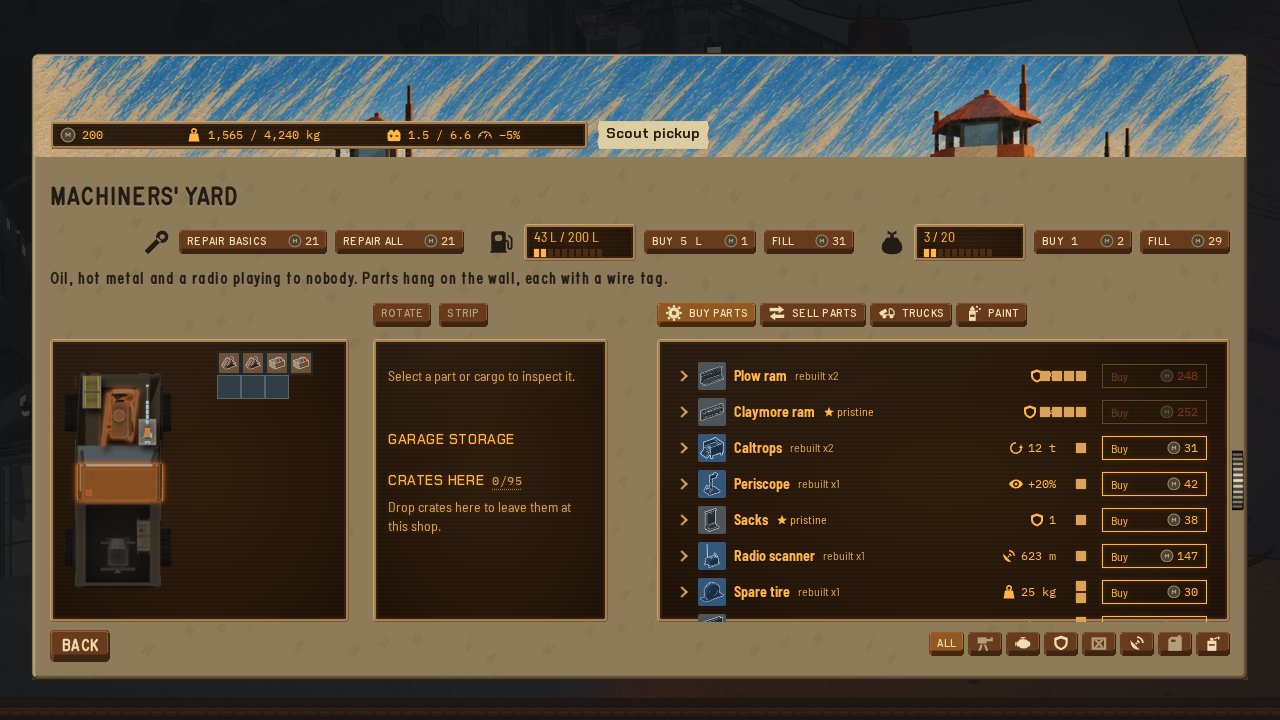 200
1,565 / 4,240 kg
1.5 / 6.6 −5%
Scout pickup
MACHINERS' YARD
REPAIR BASICS 21
REPAIR ALL 21
43 L / 200 L
BUY 5 L 1
FILL 31
3 / 20
BUY 1 2
FILL 29
Oil, hot metal and a radio playing to nobody. Parts hang on the wall, each with a wire tag.
ROTATE
STRIP
BUY PARTS
SELL PARTS
TRUCKS
PAINT
Select a part or cargo to inspect it.
GARAGE STORAGE
CRATES HERE 0/95
Drop crates here to leave them at
this shop.
Plow ram rebuilt x2 Buy 248
Claymore ram pristine Buy 252
Caltrops rebuilt x2 12 t Buy 31
Periscope rebuilt x1 +20% Buy 42
Sacks pristine 1 Buy 38
Radio scanner rebuilt x1 623 m Buy 147
Spare tire rebuilt x1 25 kg Buy 30
BACK
ALL